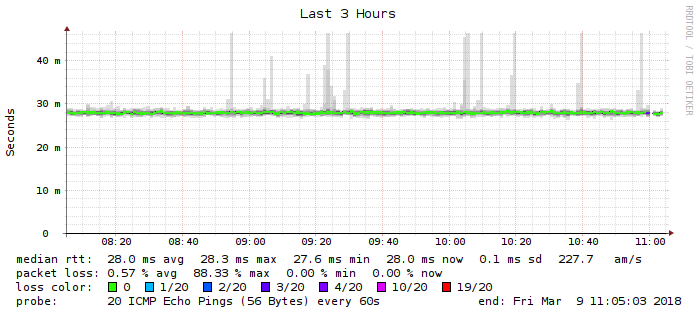 Last 3 Hours
RRDTOOL / TOBI OETIKER
Seconds
40 m
30 m
20 m
10 m
0
08:20 08:40 09:00 09:20 09:40 10:00 10:20 10:40 11:00
median rtt: 28.0 ms avg 28.3 ms max 27.6 ms min 28.0 ms now 0.1 ms sd 227.7 am/s
packet loss: 0.57 % avg 88.33 % max 0.00 % min 0.00 % now
loss color: 0 1/20 2/20 3/20 4/20 10/20 19/20
probe: 20 ICMP Echo Pings (56 Bytes) every 60s end: Fri Mar 9 11:05:03 2018